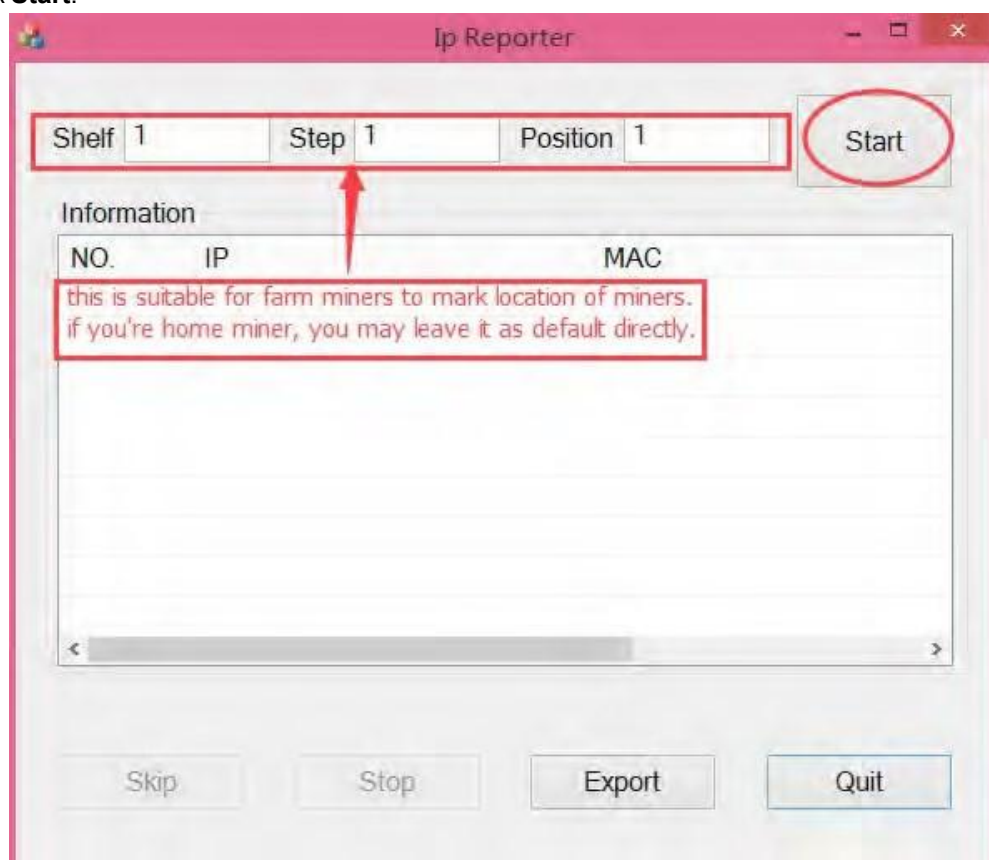 Start.
Ip Reporter
Shelf 1 Step 1 Position 1 Start
Information
NO. IP MAC
this is suitable for farm miners to mark location of miners.
if you're home miner, you may leave it as default directly.
Skip Stop Export Quit